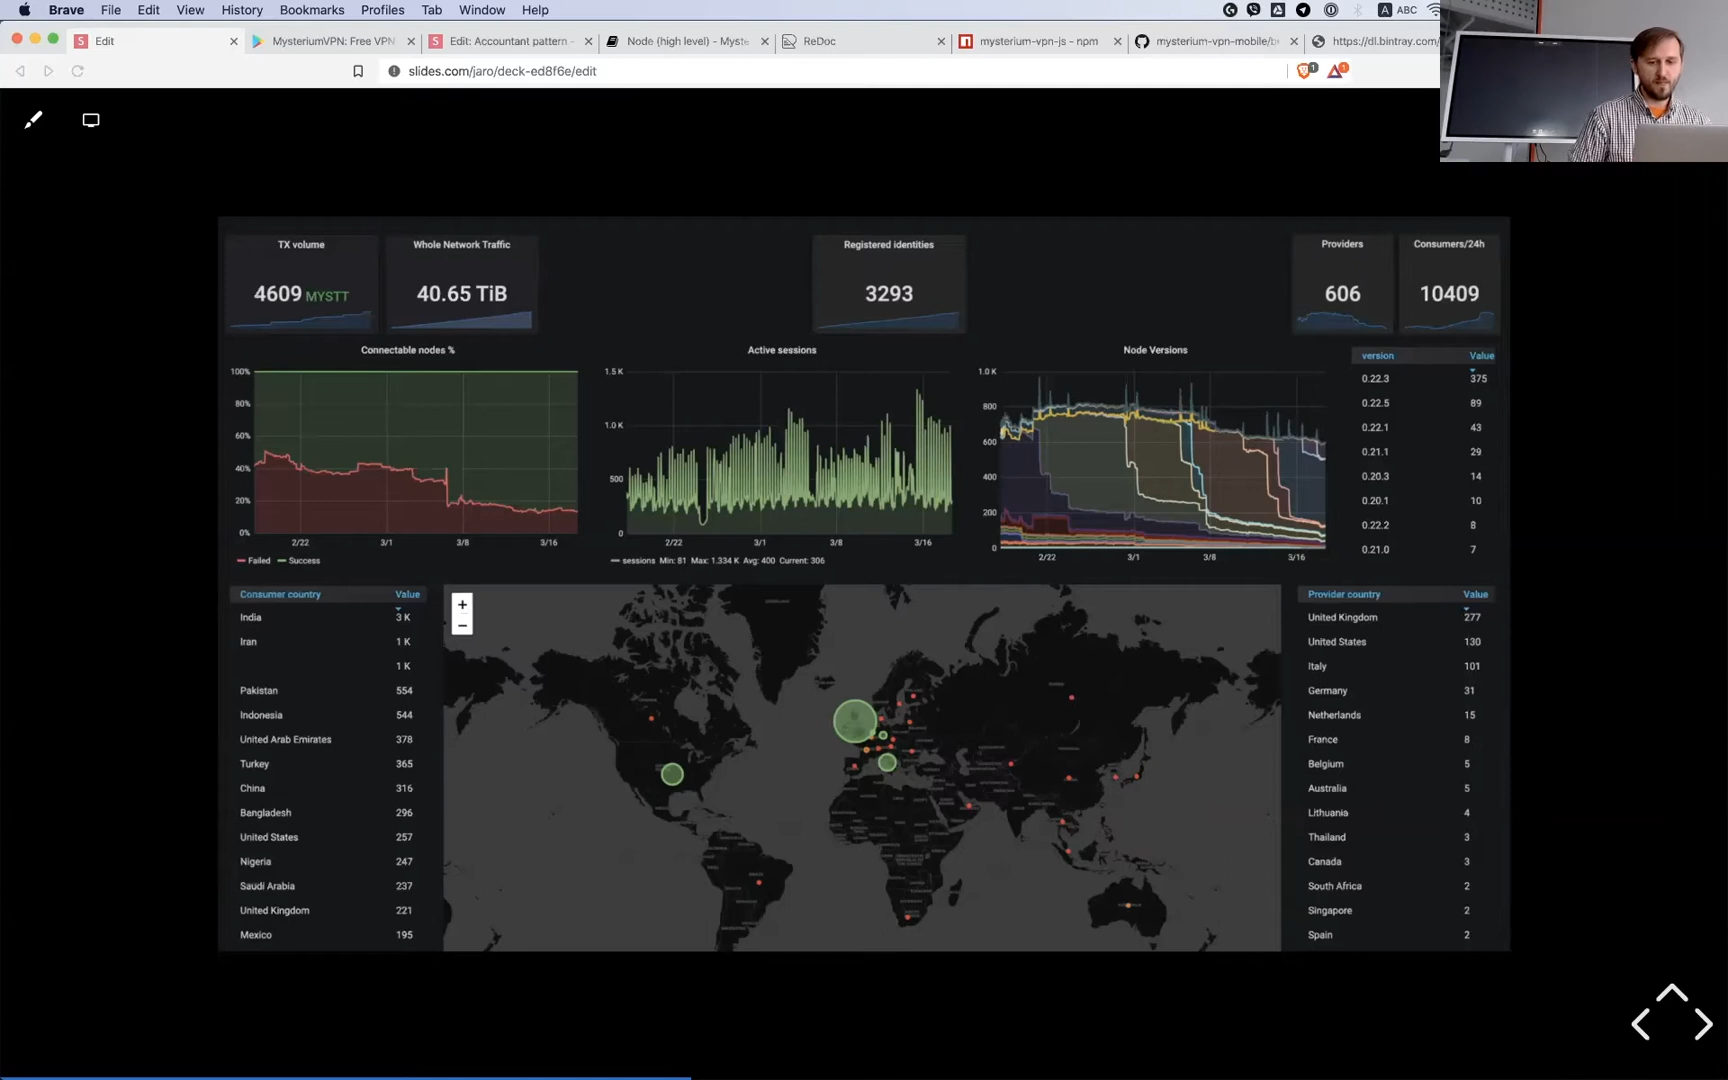 Brave File Edit View History Bookmarks Profiles Tab Window Help A ABC
Edit MysteriumVPN: Free VPN Edit: Accountant pattern - Node (high level) - Myste ReDoc mysterium-vpn-js - npm mysterium-vpn-mobile/b https://dl.bintray.com/
slides.com/jaro/deck-ed8f6e/edit 1 1
TX volume
4609 MYSTT
Whole Network Traffic
40.65 TiB
Registered identities
3293
Providers
606
Consumers/24h
10409
Connectable nodes %
100%
80%
60%
40%
20%
0%
2/22 3/1 3/8 3/16
Failed Success
Active sessions
1.5 K
1.0 K
500
0
2/22 3/1 3/8 3/16
sessions Min: 81 Max: 1.334 K Avg: 400 Current: 306
Node Versions
1.0 K
800
600
400
200
0
2/22 3/1 3/8 3/16
version Value
0.22.3 375
0.22.5 89
0.22.1 43
0.21.1 29
0.20.3 14
0.20.1 10
0.22.2 8
0.21.0 7
Consumer country Value
India 3 K
Iran 1 K
1 K
Pakistan 554
Indonesia 544
United Arab Emirates 378
Turkey 365
China 316
Bangladesh 296
United States 257
Nigeria 247
Saudi Arabia 237
United Kingdom 221
Mexico 195
+
−
Provider country Value
United Kingdom 277
United States 130
Italy 101
Germany 31
Netherlands 15
France 8
Belgium 5
Australia 5
Lithuania 4
Thailand 3
Canada 3
South Africa 2
Singapore 2
Spain 2